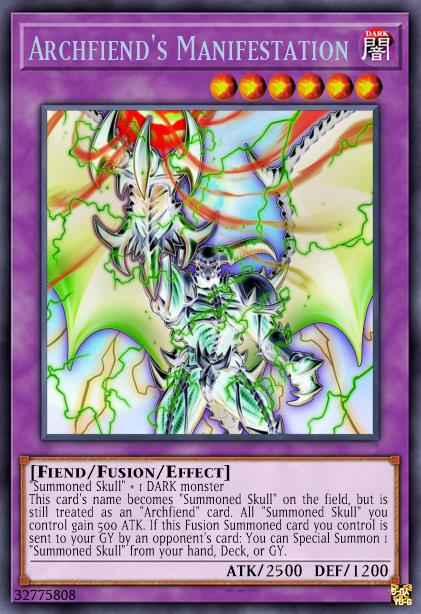 ARCHFIEND'S MANIFESTATION
DARK
闇
[FIEND/FUSION/EFFECT]
"Summoned Skull" + 1 DARK monster
This card's name becomes "Summoned Skull" on the field, but is
still treated as an "Archfiend" card. All "Summoned Skull" you
control gain 500 ATK. If this Fusion Summoned card you control is
sent to your GY by an opponent's card: You can Special Summon 1
"Summoned Skull" from your hand, Deck, or GY.
ATK/2500 DEF/1200
32775808